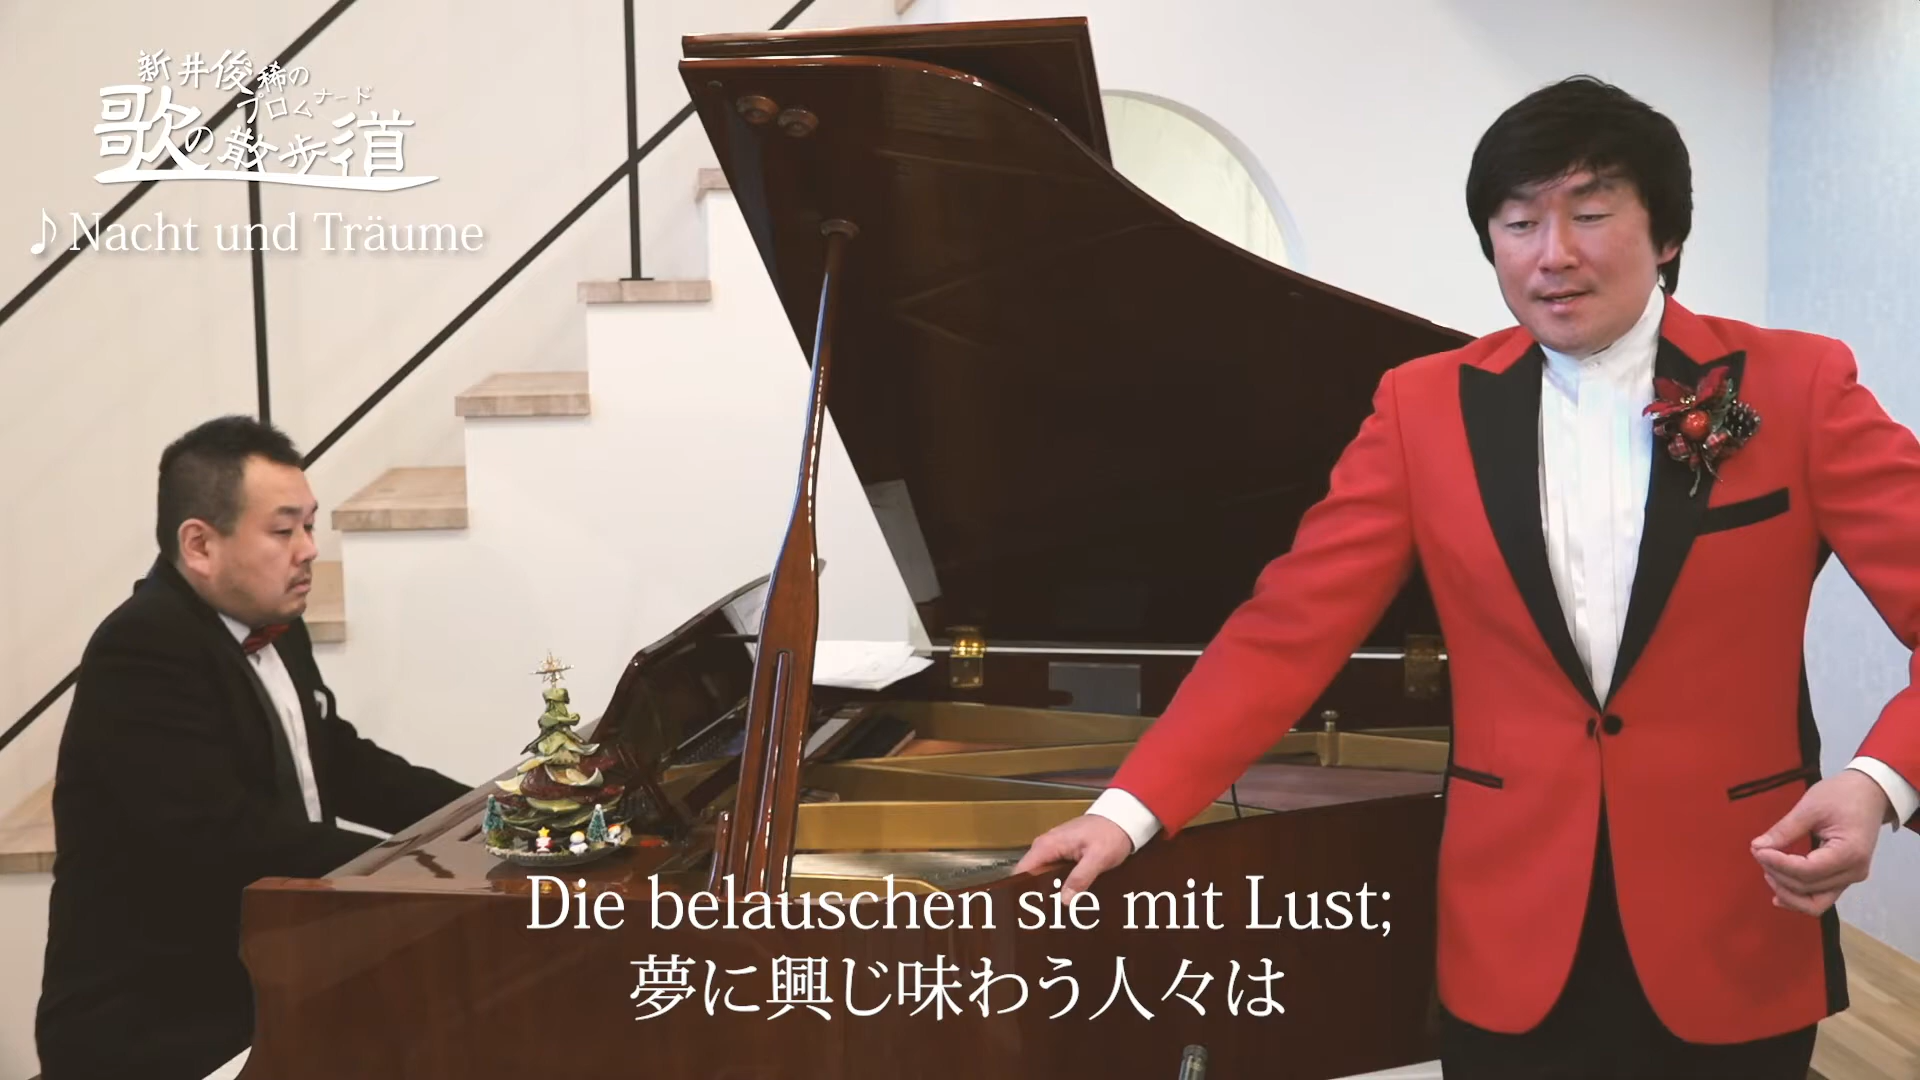 新井俊稀の
プロムナード
歌の散歩道
♪Nacht und Träume
Die belauschen sie mit Lust;
夢に興じ味わう人々は